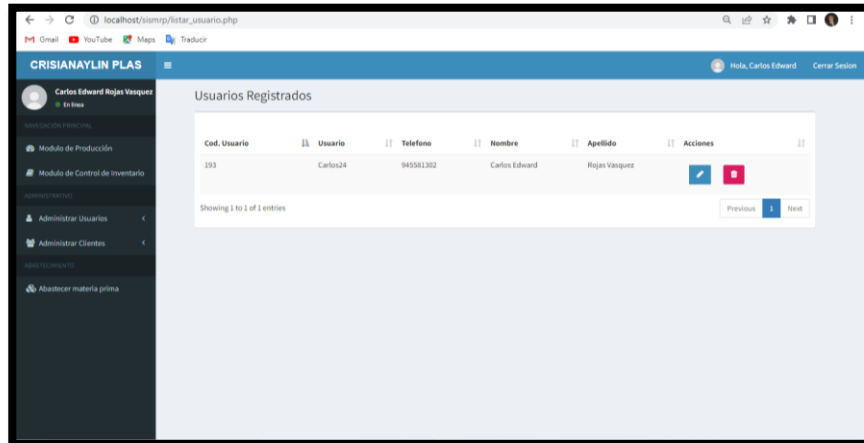 localhost/sismrp/listar_usuario.php
Gmail YouTube Maps Traducir
CRISIANAYLIN PLAS
Hola, Carlos Edward Cerrar Sesion
Carlos Edward Rojas Vasquez
En linea
NAVEGACIÓN PRINCIPAL
Modulo de Producción
Modulo de Control de Inventario
ADMINISTRATIVO
Administrar Usuarios
Administrar Clientes
ABASTECIMIENTO
Abastecer materia prima
Usuarios Registrados
Cod. Usuario Usuario Telefono Nombre Apellido Acciones
193 Carlos24 945581302 Carlos Edward Rojas Vasquez
Showing 1 to 1 of 1 entries
Previous 1 Next